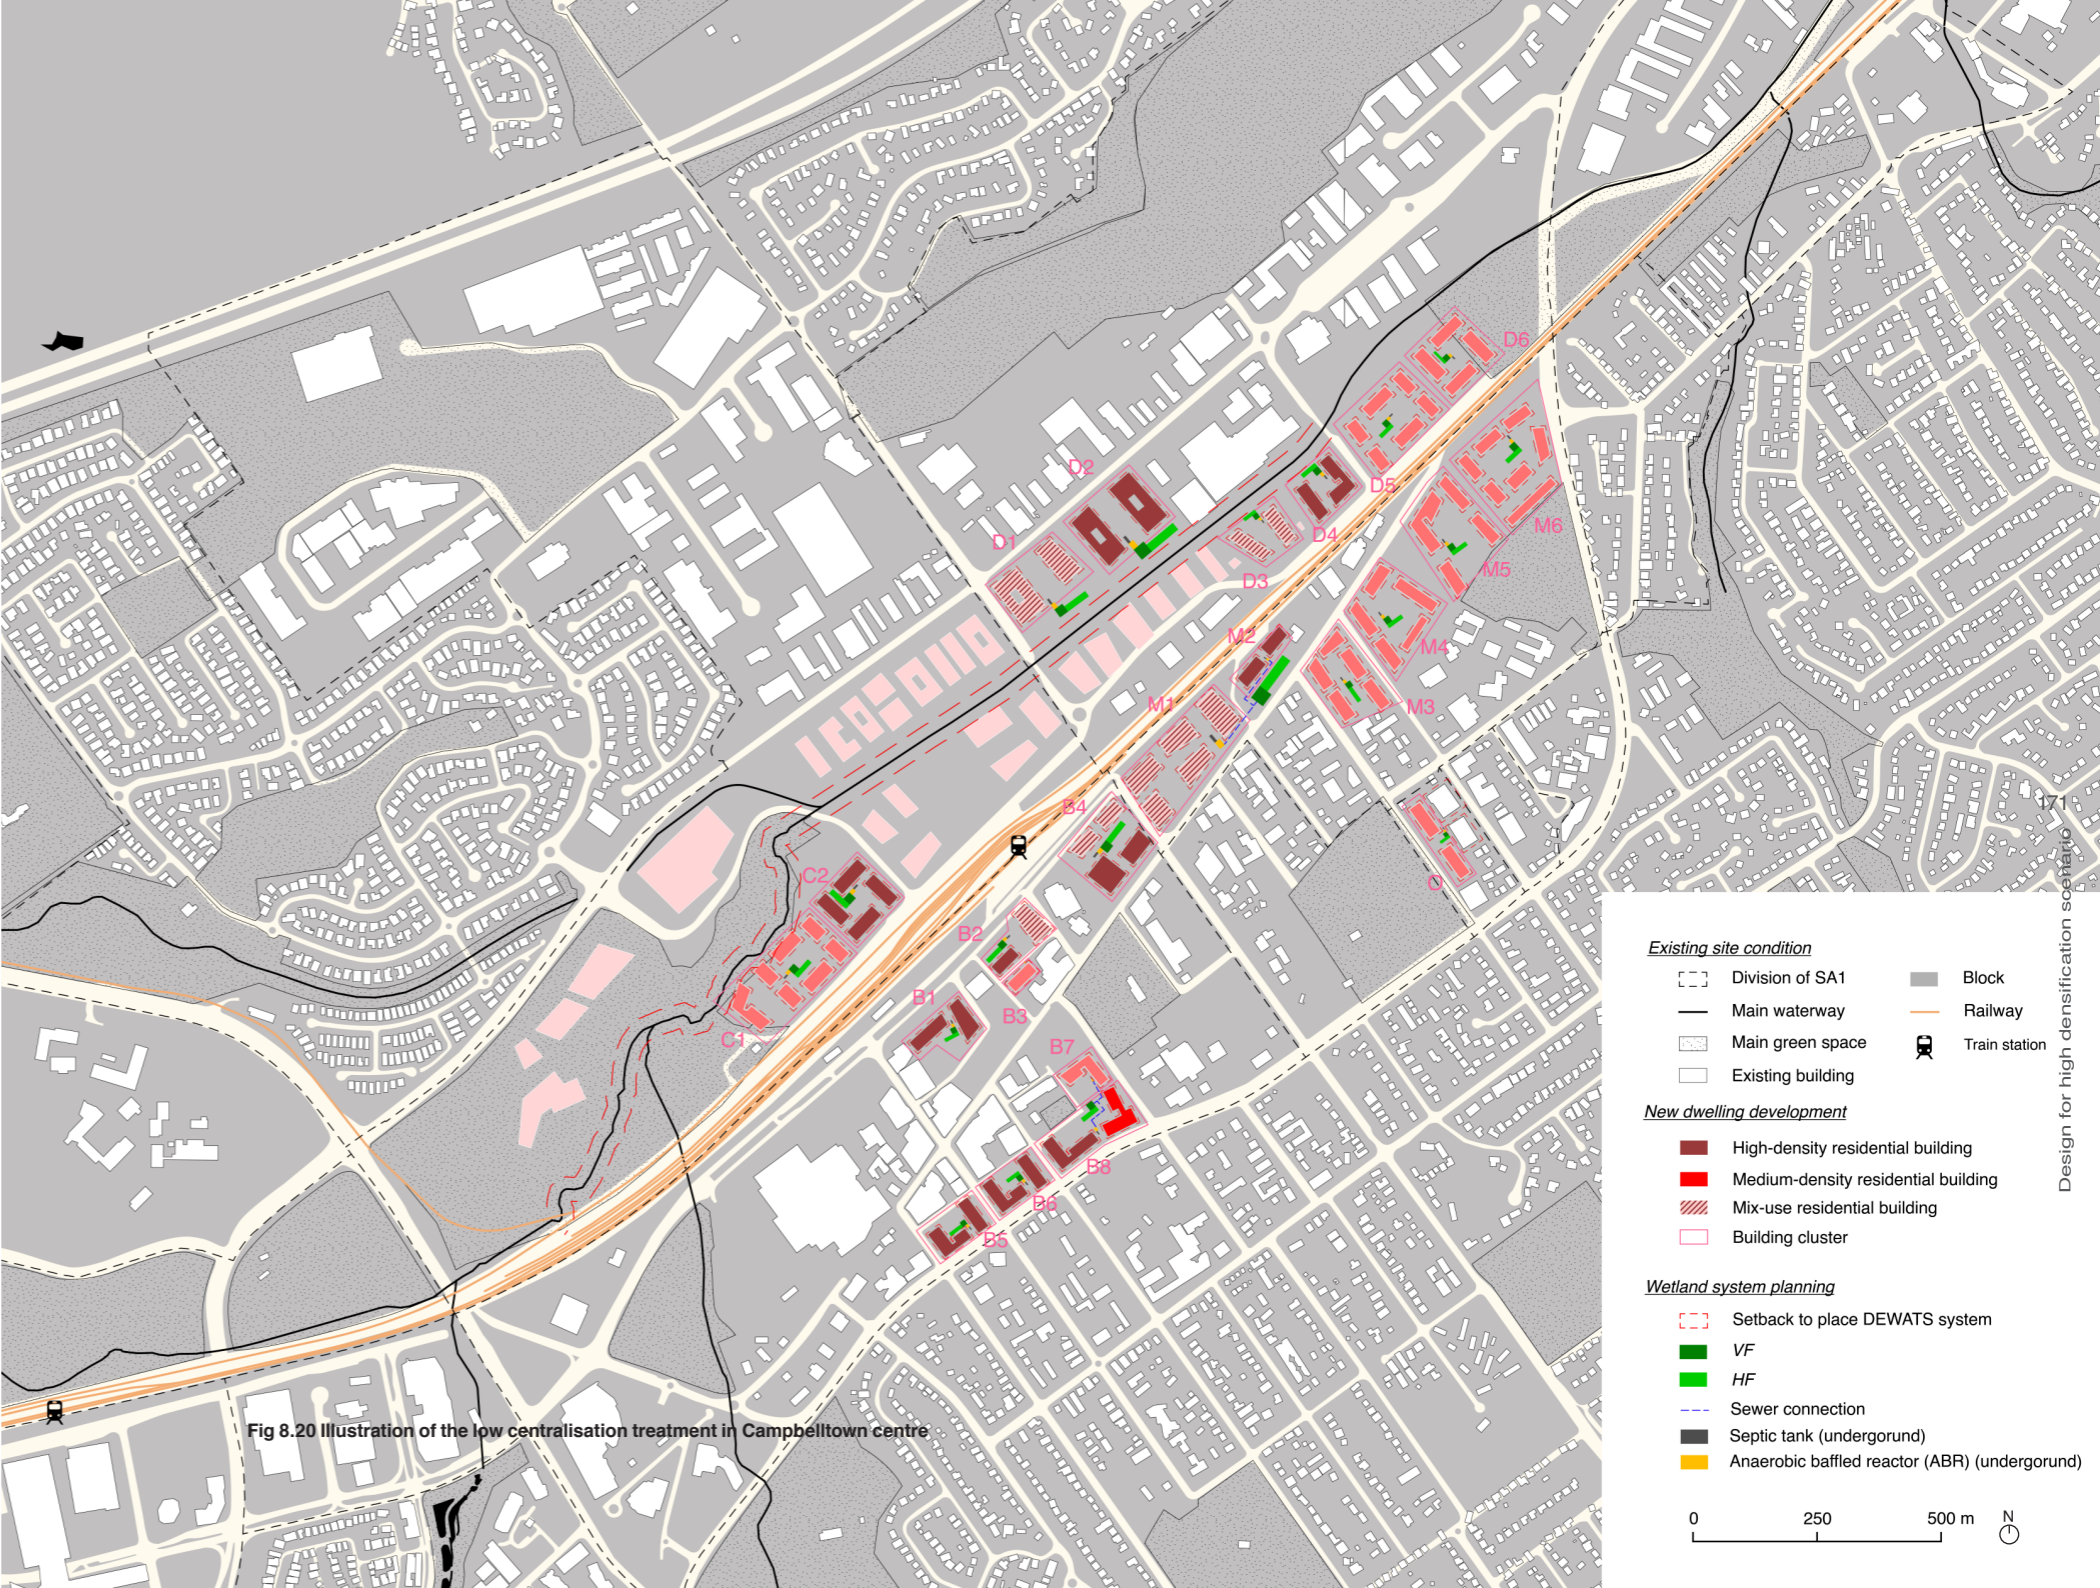 D6
D2
D5
D1
D4
M6
D3
M5
M2
M4
M1
M3
B4
C2
O
B2
B1
B3
C1
B7
B8
B6
B5
Fig 8.20 Illustration of the low centralisation treatment in Campbelltown centre
171
Design for high densification scenario
Existing site condition
Division of SA1
Block
Main waterway
Railway
Main green space
Train station
Existing building
New dwelling development
High-density residential building
Medium-density residential building
Mix-use residential building
Building cluster
Wetland system planning
Setback to place DEWATS system
VF
HF
Sewer connection
Septic tank (undergorund)
Anaerobic baffled reactor (ABR) (undergorund)
0 250 500 m
N